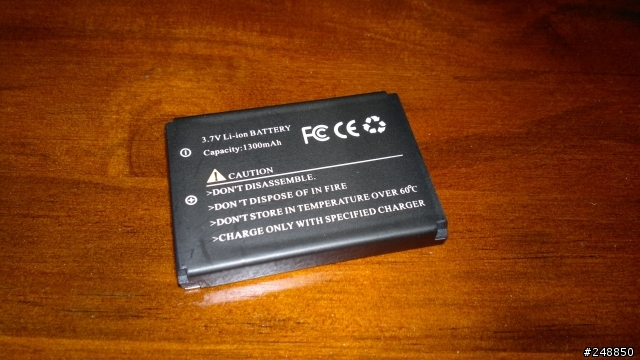 3.7V Li-ion BATTERY
Capacity:1300mAh
FC CE
CAUTION
>DON'T DISASSEMBLE.
>DON'T DISPOSE OF IN FIRE
>DON'T STORE IN TEMPERATURE OVER 60℃
>CHARGE ONLY WITH SPECIFIED CHARGER
#248850